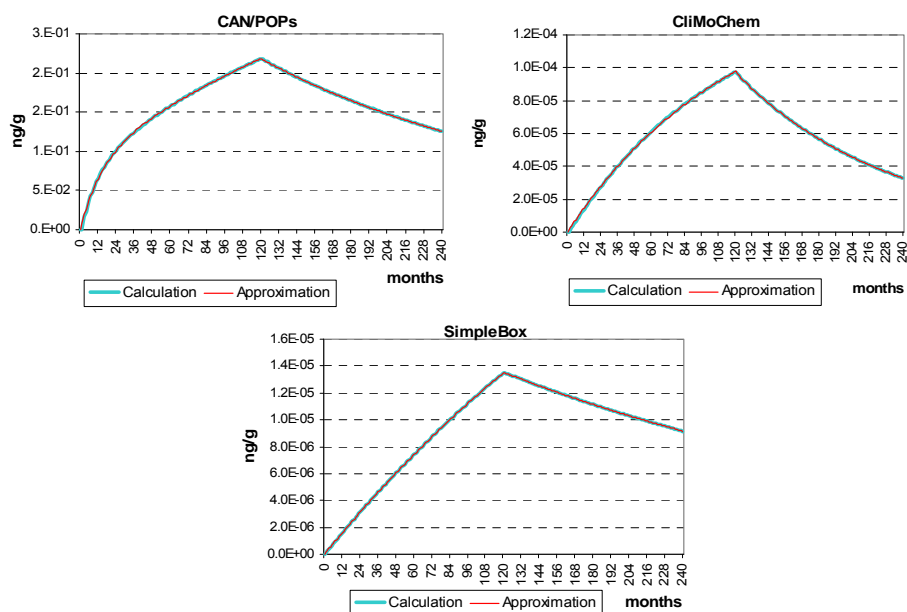 CAN/POPs
3.E-01
2.E-01
2.E-01
1.E-01
5.E-02
0.E+00
ng/g
0 12 24 36 48 60 72 84 96 108 120 132 144 156 168 180 192 204 216 228 240
months
Calculation Approximation
CliMoChem
1.2E-04
1.0E-04
8.0E-05
6.0E-05
4.0E-05
2.0E-05
0.0E+00
ng/g
0 12 24 36 48 60 72 84 96 108 120 132 144 156 168 180 192 204 216 228 240
months
Calculation Approximation
SimpleBox
1.6E-05
1.4E-05
1.2E-05
1.0E-05
8.0E-06
6.0E-06
4.0E-06
2.0E-06
0.0E+00
ng/g
0 12 24 36 48 60 72 84 96 108 120 132 144 156 168 180 192 204 216 228 240
months
Calculation Approximation